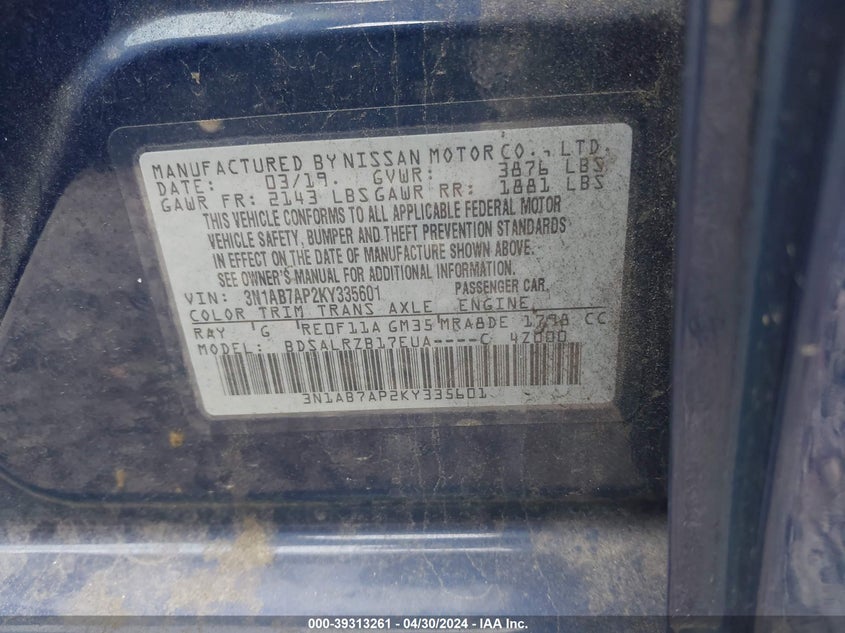 MANUFACTURED BY NISSAN MOTOR CO., LTD.
DATE: 03/19. GVWR: 3876 LBS
GAWR FR: 2143 LBS GAWR RR: 1881 LBS
THIS VEHICLE CONFORMS TO ALL APPLICABLE FEDERAL MOTOR
VEHICLE SAFETY, BUMPER AND THEFT PREVENTION STANDARDS
IN EFFECT ON THE DATE OF MANUFACTURE SHOWN ABOVE.
SEE OWNER'S MANUAL FOR ADDITIONAL INFORMATION.
VIN: 3N1AB7AP2KY335601 PASSENGER CAR.
COLOR TRIM TRANS AXLE ENGINE
RAY G RE0F11A GM35 MRA8DE 1798 CC
MODEL: BDSALRZB17EUA----C 4Z000
3N1AB7AP2KY335601
000-39313261 - 04/30/2024 - IAA Inc.